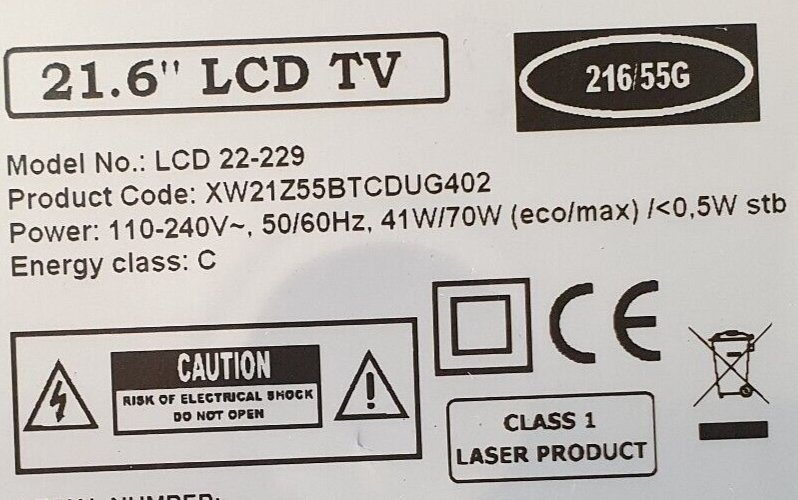 21.6" LCD TV
216/55G
Model No.: LCD 22-229
Product Code: XW21Z55BTCDUG402
Power: 110-240V~, 50/60Hz, 41W/70W (eco/max) /<0,5W stb
Energy class: C
CAUTION
RISK OF ELECTRICAL SHOCK
DO NOT OPEN
CE
CLASS 1
LASER PRODUCT
NUMBER: